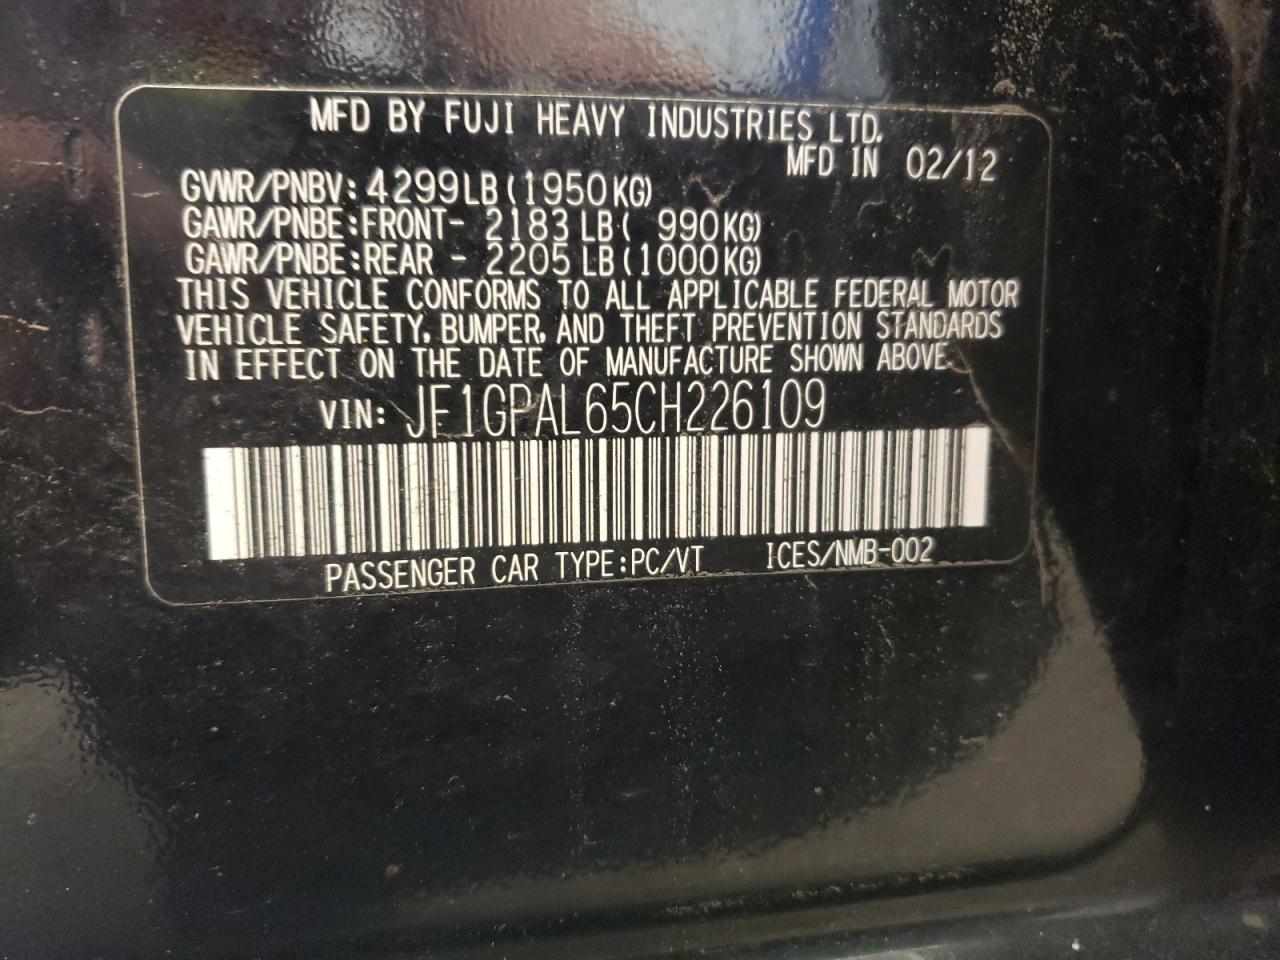 MFD BY FUJI HEAVY INDUSTRIES LTD.
MFD IN 02/12
GVWR/PNBV: 4299LB (1950KG)
GAWR/PNBE: FRONT- 2183 LB ( 990KG)
GAWR/PNBE: REAR - 2205 LB (1000KG)
THIS VEHICLE CONFORMS TO ALL APPLICABLE FEDERAL MOTOR
VEHICLE SAFETY, BUMPER, AND THEFT PREVENTION STANDARDS
IN EFFECT ON THE DATE OF MANUFACTURE SHOWN ABOVE
VIN: JF1GPAL65CH226109
PASSENGER CAR TYPE:PC/VT ICES/NMB-002